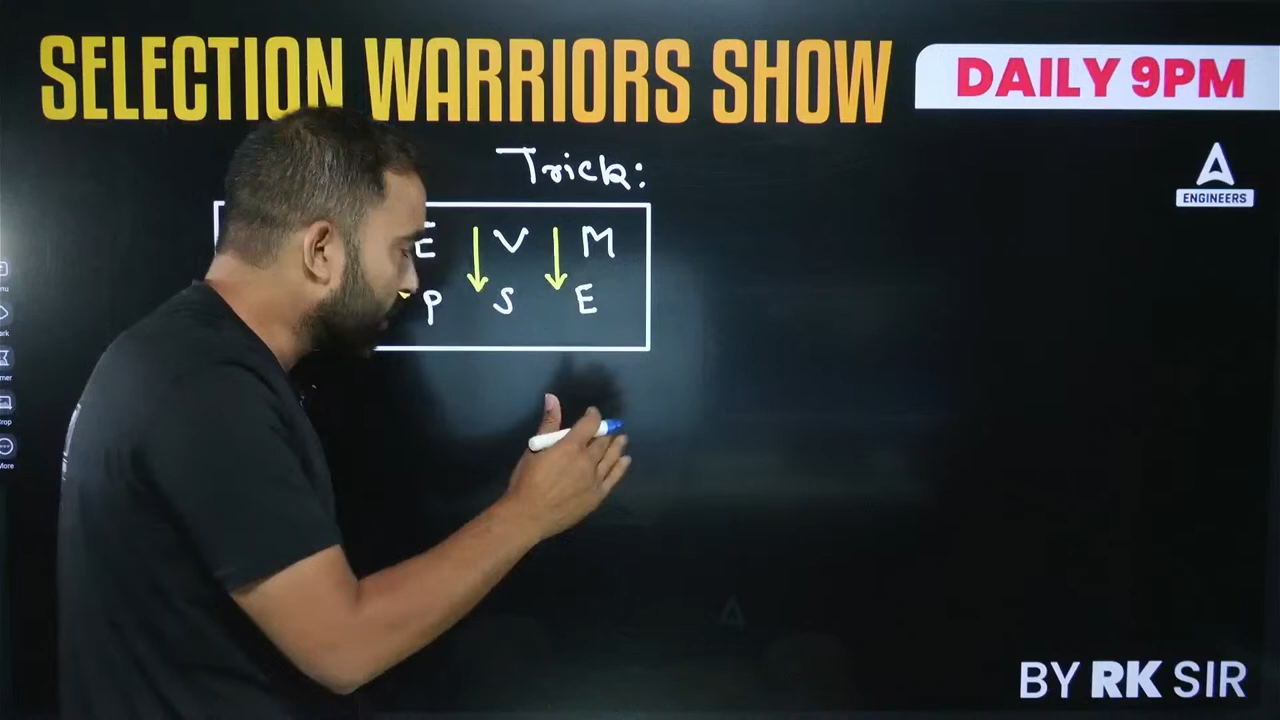 SELECTION WARRIORS SHOW
DAILY 9PM
Trick:
ENGINEERS
E V M
P S E
BY RK SIR